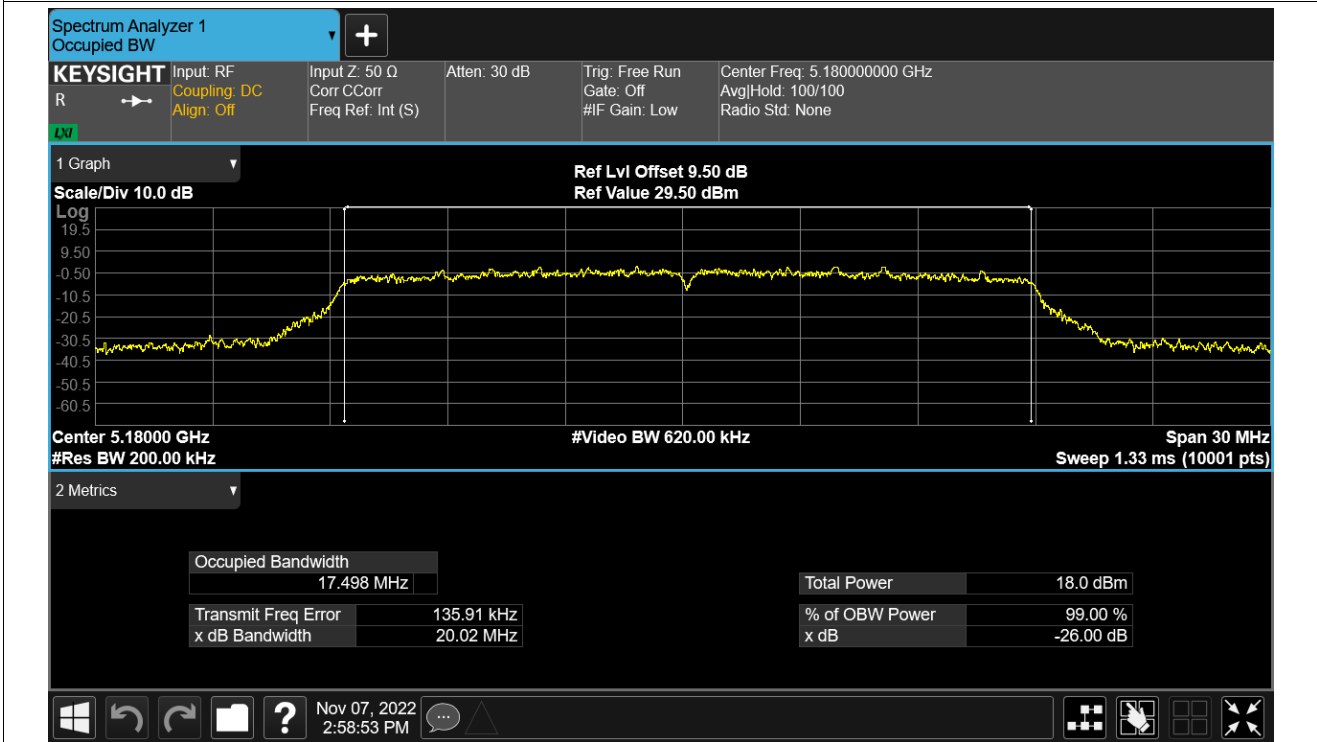 Spectrum Analyzer 1
Occupied BW
KEYSIGHT
R
LXI
Input: RF
Coupling: DC
Align: Off
Input Z: 50 Ω
Corr CCorr
Freq Ref: Int (S)
Atten: 30 dB
Trig: Free Run
Gate: Off
#IF Gain: Low
Center Freq: 5.180000000 GHz
Avg|Hold: 100/100
Radio Std: None
1 Graph
Scale/Div 10.0 dB
Ref Lvl Offset 9.50 dB
Ref Value 29.50 dBm
Log
19.5
9.50
-0.50
-10.5
-20.5
-30.5
-40.5
-50.5
-60.5
Center 5.18000 GHz
#Res BW 200.00 kHz
#Video BW 620.00 kHz
Span 30 MHz
Sweep 1.33 ms (10001 pts)
2 Metrics
Occupied Bandwidth
17.498 MHz
Transmit Freq Error 135.91 kHz
x dB Bandwidth 20.02 MHz
Total Power 18.0 dBm
% of OBW Power 99.00 %
x dB -26.00 dB
?
Nov 07, 2022
2:58:53 PM